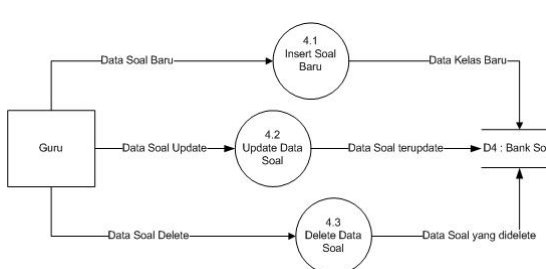 4.1
Insert Soal
Baru
Data Soal Baru
Data Kelas Baru
Guru
Data Soal Update
4.2
Update Data
Soal
Data Soal terupdate
D4 : Bank So
4.3
Delete Data
Soal
Data Soal Delete
Data Soal yang didelete